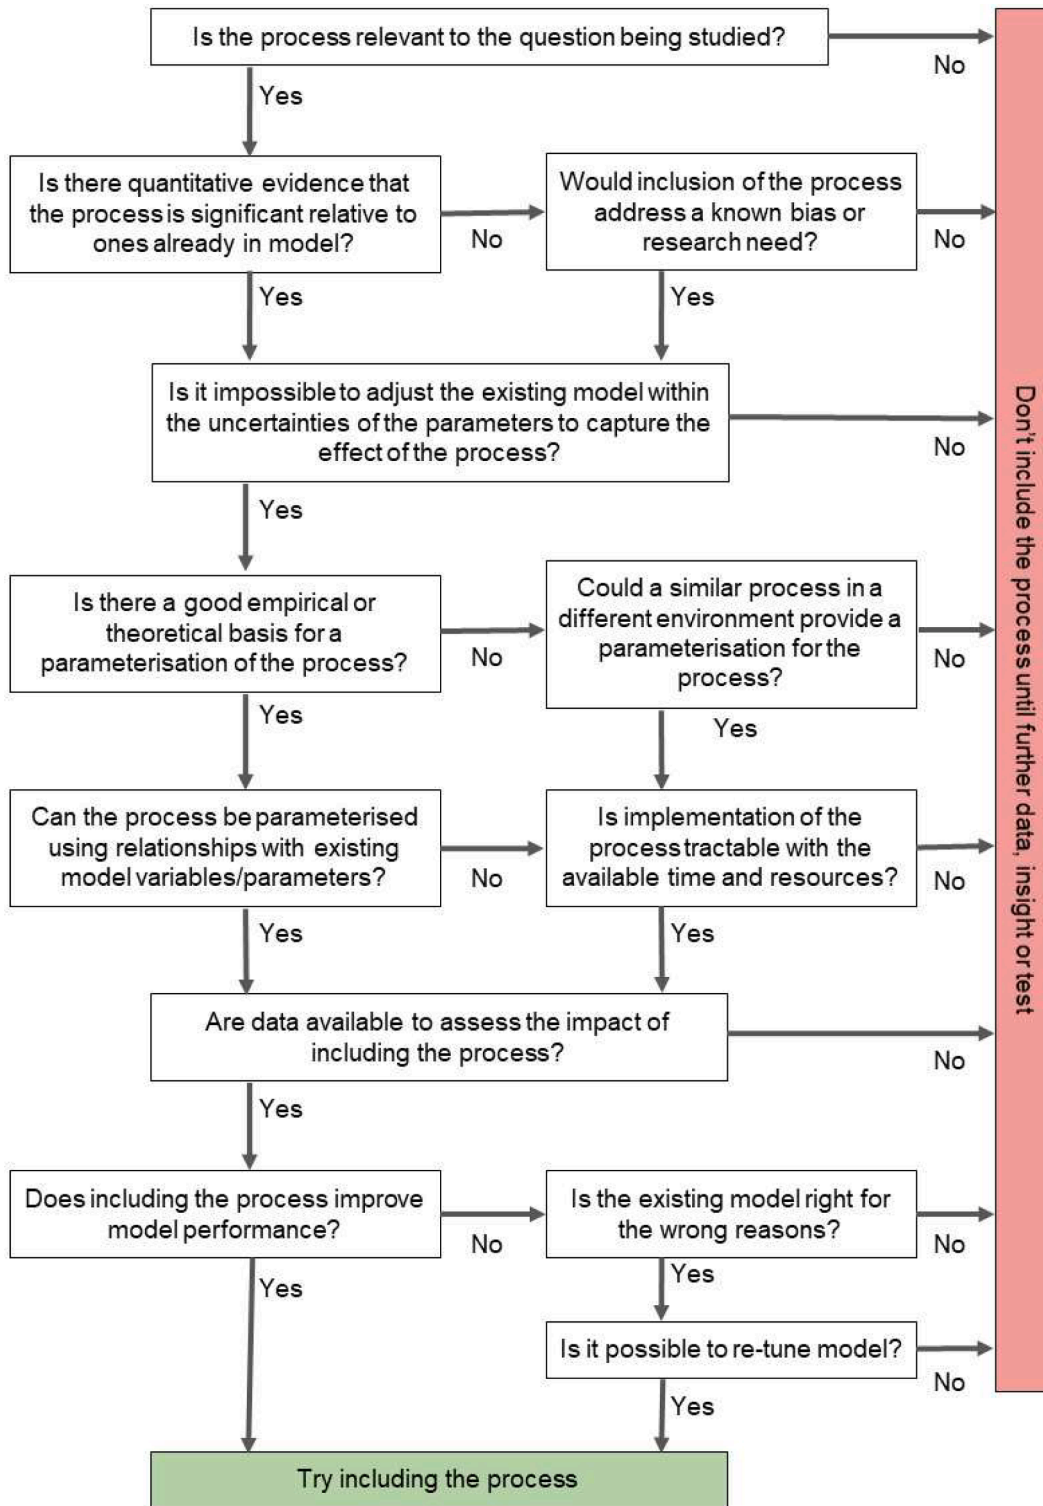 Is the process relevant to the question being studied?
No
Yes
Is there quantitative evidence that
the process is significant relative to
ones already in model?
No
Would inclusion of the process
address a known bias or
research need?
No
Yes
Yes
Is it impossible to adjust the existing model within
the uncertainties of the parameters to capture the
effect of the process?
No
Yes
Is there a good empirical or
theoretical basis for a
parameterisation of the process?
No
Could a similar process in a
different environment provide a
parameterisation for the
process?
No
Yes
Yes
Can the process be parameterised
using relationships with existing
model variables/parameters?
No
Is implementation of the
process tractable with the
available time and resources?
No
Yes
Yes
Are data available to assess the impact of
including the process?
No
Yes
Does including the process improve
model performance?
No
Is the existing model right for
the wrong reasons?
No
Yes
Yes
Is it possible to re-tune model?
No
Yes
Try including the process
Don't include the process until further data, insight or test